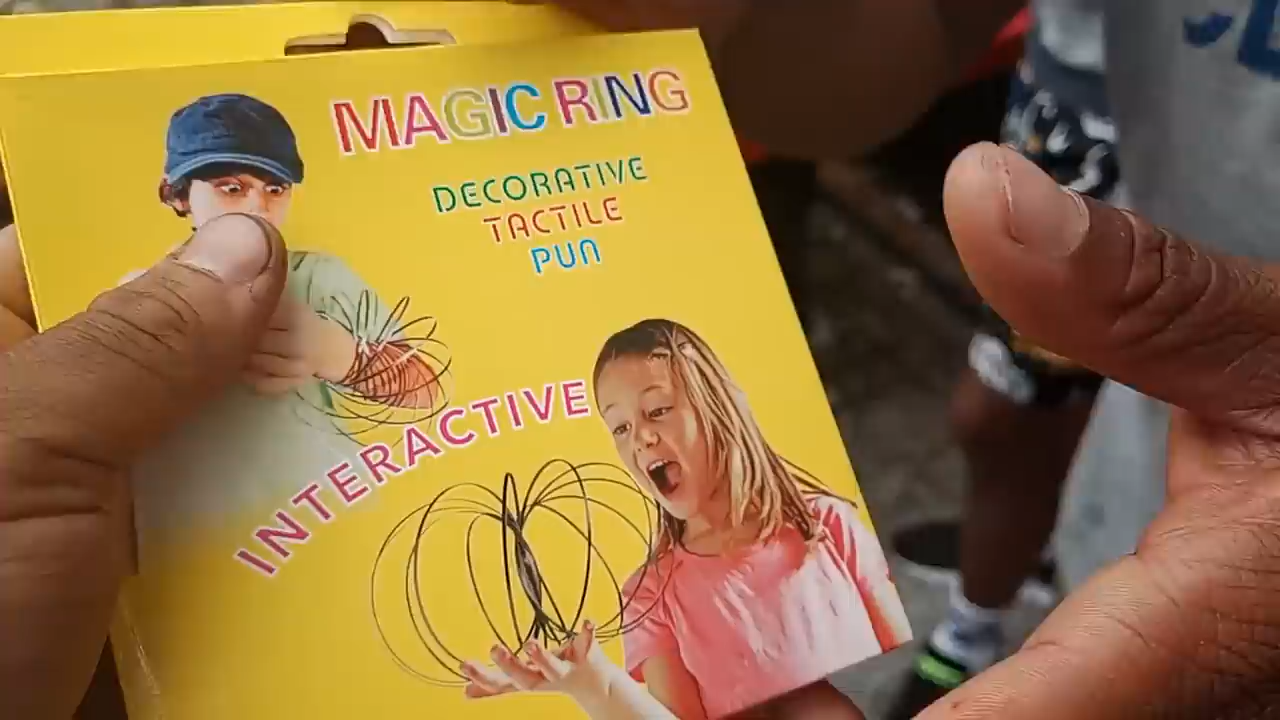 MAGIC RING
DECORATIVE
TACTILE
PUN
INTERACTIVE